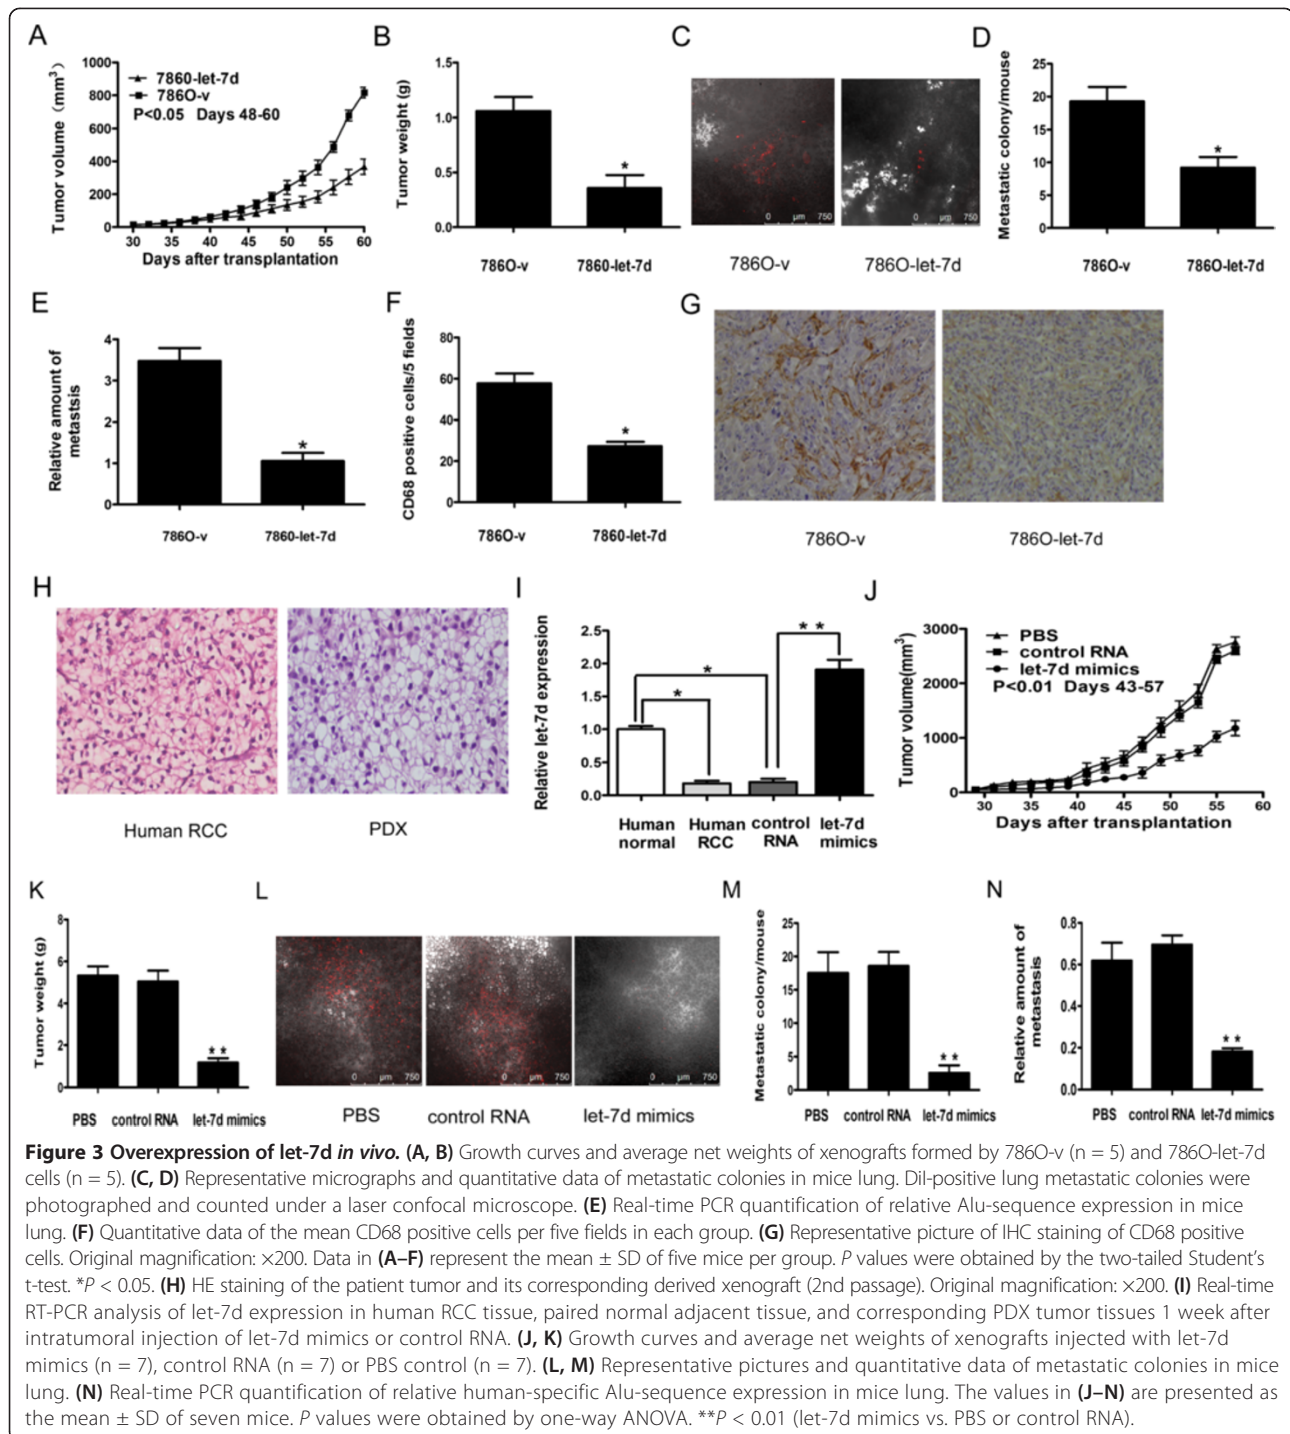 A
Tumor volume (mm³)
1000
800
600
400
200
0
7860-let-7d
786O-v
P<0.05 Days 48-60
30 35 40 45 50 55 60
Days after transplantation
B
Tumor weight (g)
1.5
1.0
0.5
0.0
*
786O-v 7860-let-7d
C
0 µm 750
0 µm 750
786O-v 786O-let-7d
D
Metastatic colony/mouse
25
20
15
10
5
0
*
786O-v 786O-let-7d
E
Relative amount of
metastsis
4
3
2
1
0
*
786O-v 7860-let-7d
F
CD68 positive cells/5 fields
80
60
40
20
0
*
786O-v 7860-let-7d
G
786O-v 786O-let-7d
H
Human RCC PDX
I
Relative let-7d expression
2.5
2.0
1.5
1.0
0.5
0.0
* *
*
*
Human normal
Human RCC
control RNA
let-7d mimics
J
Tumor volume(mm³)
3000
2000
1000
0
PBS
control RNA
let-7d mimics
P<0.01 Days 43-57
30 35 40 45 50 55 60
Days after transplantation
K
Tumor weight (g)
8
6
4
2
0
* *
PBS control RNA let-7d mimics
L
0 µm 750
0 µm 750
0 µm 750
PBS control RNA let-7d mimics
M
Metastatic colony/mouse
25
20
15
10
5
0
* *
PBS control RNA let-7d mimics
N
Relative amount of
metastasis
0.8
0.6
0.4
0.2
0.0
* *
PBS control RNA let-7d mimics
Figure 3 Overexpression of let-7d in vivo. (A, B) Growth curves and average net weights of xenografts formed by 786O-v (n = 5) and 786O-let-7d
cells (n = 5). (C, D) Representative micrographs and quantitative data of metastatic colonies in mice lung. DiI-positive lung metastatic colonies were
photographed and counted under a laser confocal microscope. (E) Real-time PCR quantification of relative Alu-sequence expression in mice
lung. (F) Quantitative data of the mean CD68 positive cells per five fields in each group. (G) Representative picture of IHC staining of CD68 positive
cells. Original magnification: ×200. Data in (A–F) represent the mean ± SD of five mice per group. P values were obtained by the two-tailed Student's
t-test. *P < 0.05. (H) HE staining of the patient tumor and its corresponding derived xenograft (2nd passage). Original magnification: ×200. (I) Real-time
RT-PCR analysis of let-7d expression in human RCC tissue, paired normal adjacent tissue, and corresponding PDX tumor tissues 1 week after
intratumoral injection of let-7d mimics or control RNA. (J, K) Growth curves and average net weights of xenografts injected with let-7d
mimics (n = 7), control RNA (n = 7) or PBS control (n = 7). (L, M) Representative pictures and quantitative data of metastatic colonies in mice
lung. (N) Real-time PCR quantification of relative human-specific Alu-sequence expression in mice lung. The values in (J–N) are presented as
the mean ± SD of seven mice. P values were obtained by one-way ANOVA. **P < 0.01 (let-7d mimics vs. PBS or control RNA).